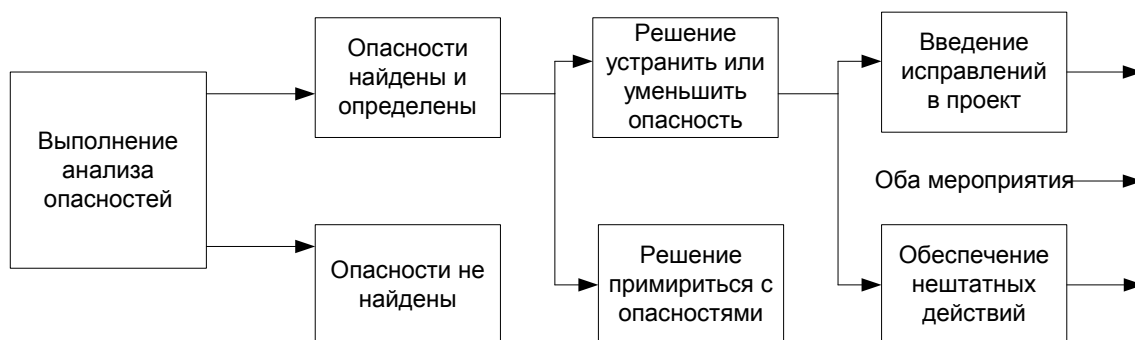 Выполнение
анализа
опасностей
Опасности
найдены и
определены
Опасности не
найдены
Решение
устранить или
уменьшить
опасность
Решение
примириться с
опасностями
Введение
исправлений
в проект
Оба мероприятия
Обеспечение
нештатных
действий